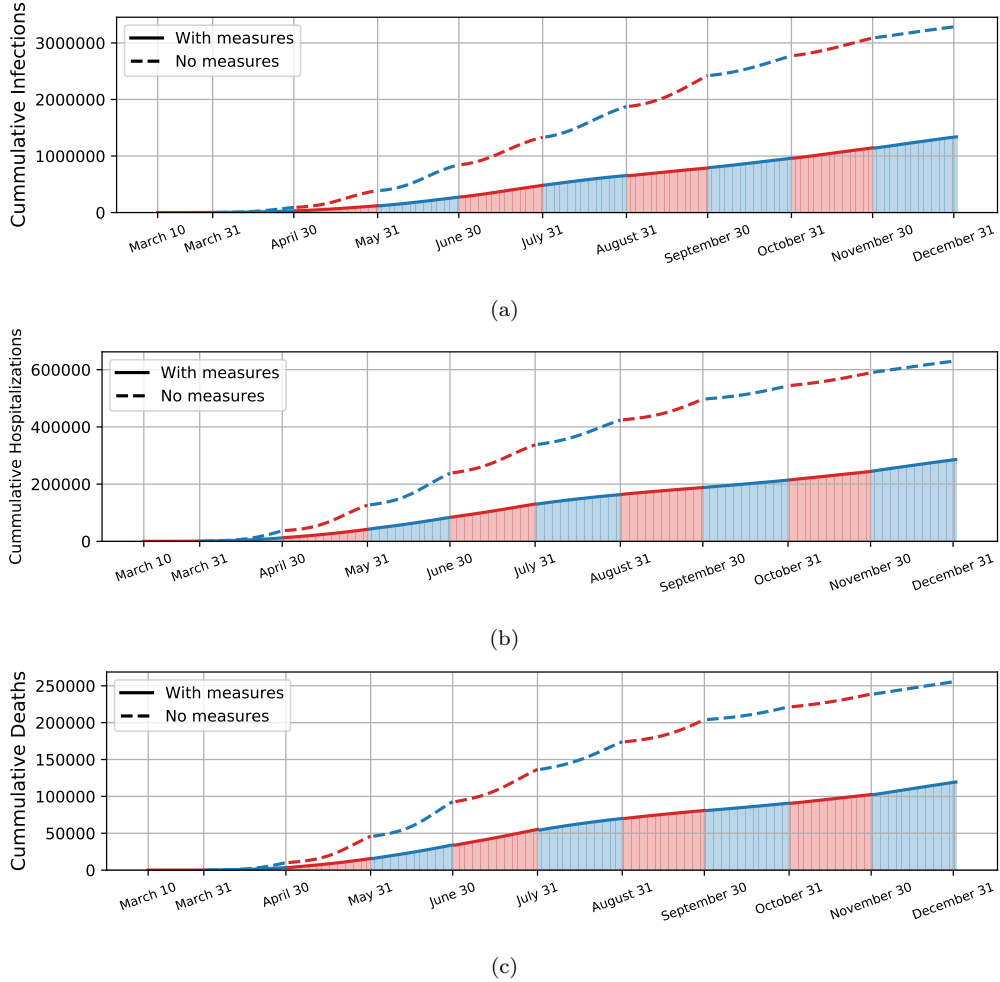 Cummulative Infections
3000000
2000000
1000000
0
With measures
No measures
March 10
March 31
April 30
May 31
June 30
July 31
August 31
September 30
October 31
November 30
December 31
(a)
Cummulative Hospitalizations
600000
400000
200000
0
With measures
No measures
March 10
March 31
April 30
May 31
June 30
July 31
August 31
September 30
October 31
November 30
December 31
(b)
Cummulative Deaths
250000
200000
150000
100000
50000
0
With measures
No measures
March 10
March 31
April 30
May 31
June 30
July 31
August 31
September 30
October 31
November 30
December 31
(c)